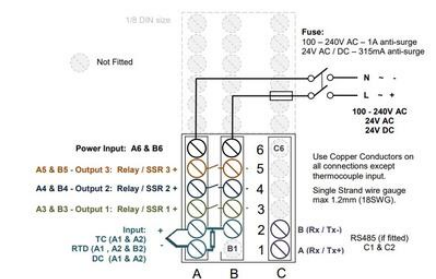 1/8 DIN size
Not Fitted
Fuse:
100 – 240V AC – 1A anti-surge
24V AC / DC – 315mA anti-surge
N ~ -
L ~ +
100 - 240V AC
24V AC
24V DC
Power Input: A6 & B6
6
C6
A5 & B5 - Output 3: Relay / SSR 3 +
-
5
A4 & B4 - Output 2: Relay / SSR 2 +
-
4
A3 & B3 - Output 1: Relay / SSR 1 +
-
3
Use Copper Conductors on
all connections except
thermocouple input.
Single Strand wire gauge
max 1.2mm (18SWG).
Input:
TC (A1 & A2)
RTD (A1 , A2 & B2)
DC (A1 & A2)
+
-
2
B (Rx / Tx-)
B1
1
A (Rx / Tx+)
RS485 (if fitted)
C1 & C2
A B C